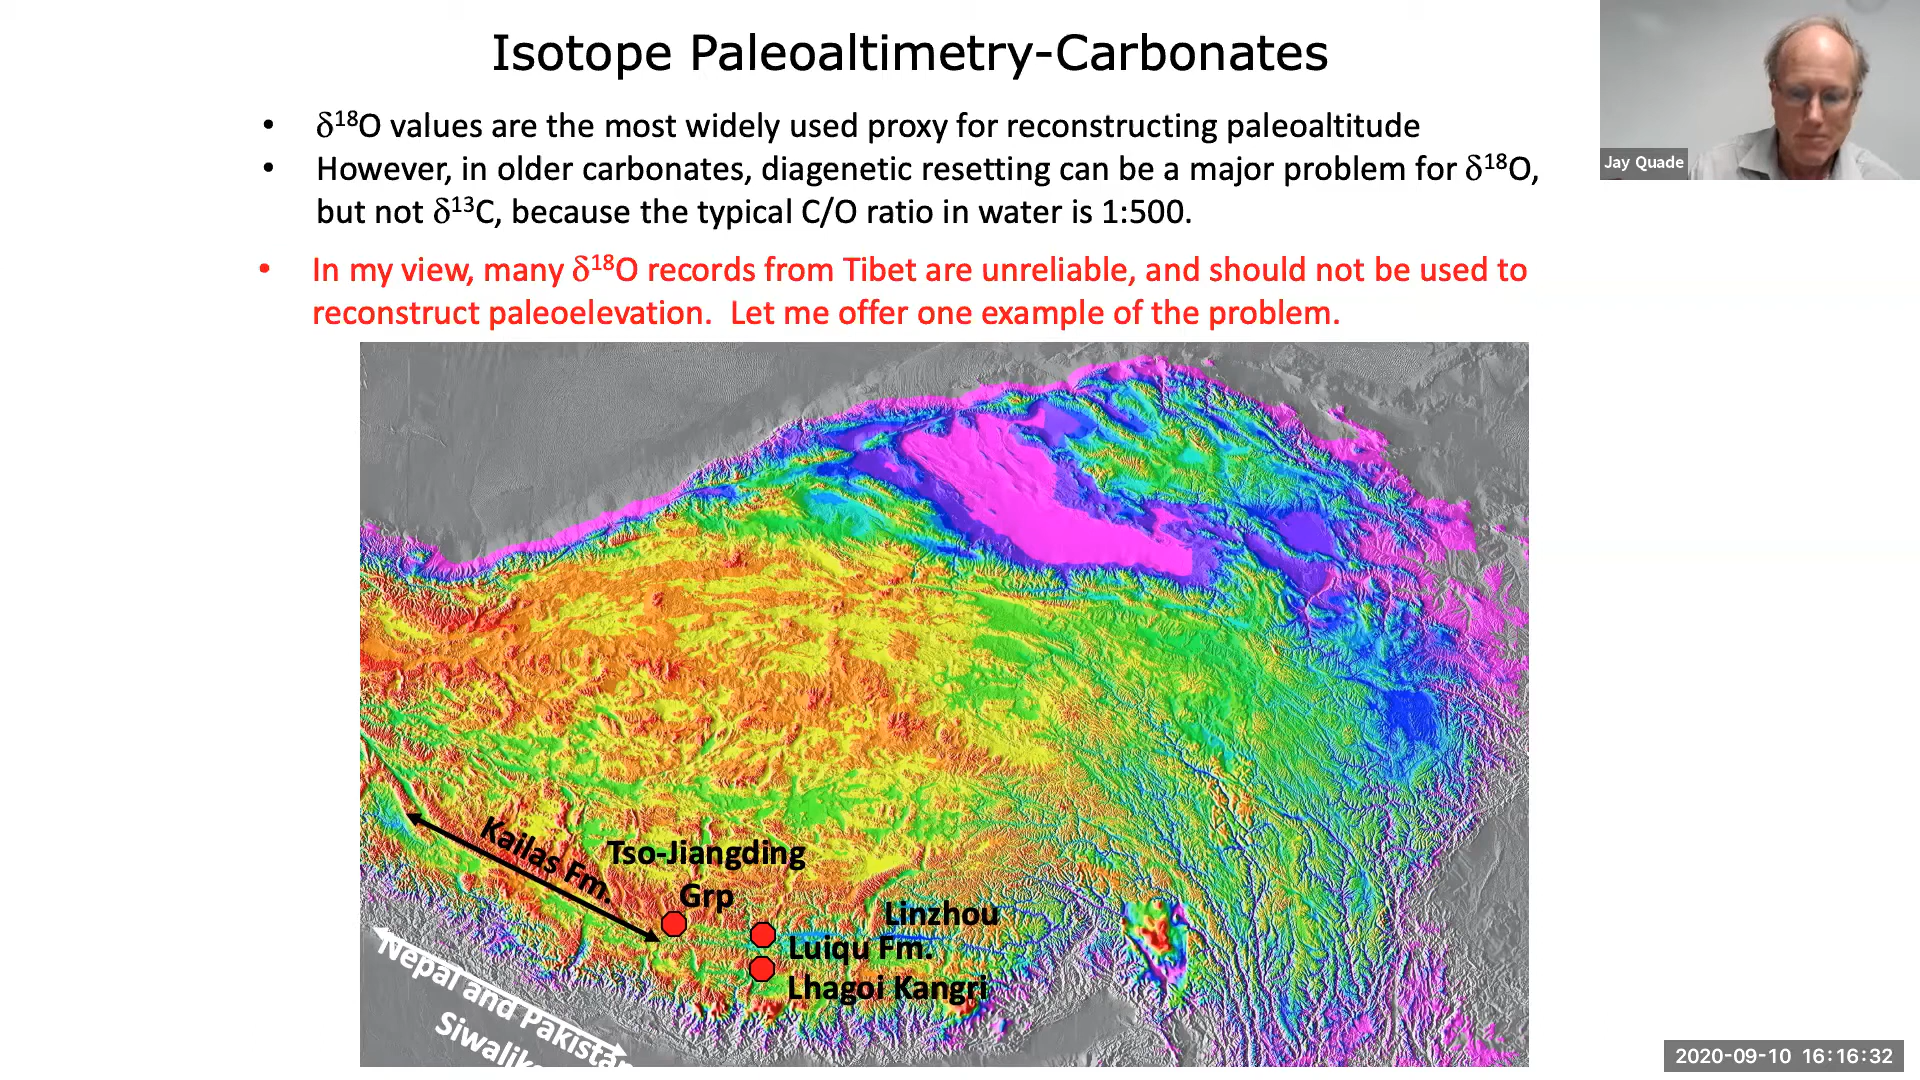 Isotope Paleoaltimetry-Carbonates
• δ¹⁸O values are the most widely used proxy for reconstructing paleoaltitude
• However, in older carbonates, diagenetic resetting can be a major problem for δ¹⁸O,
but not δ¹³C, because the typical C/O ratio in water is 1:500.
• In my view, many δ¹⁸O records from Tibet are unreliable, and should not be used to
reconstruct paleoelevation. Let me offer one example of the problem.
Jay Quade
Kailas Fm.
Tso-Jiangding
Grp
Linzhou
Luiqu Fm.
Lhagoi Kangri
Nepal and Pakistan
Siwalik
2020-09-10 16:16:32